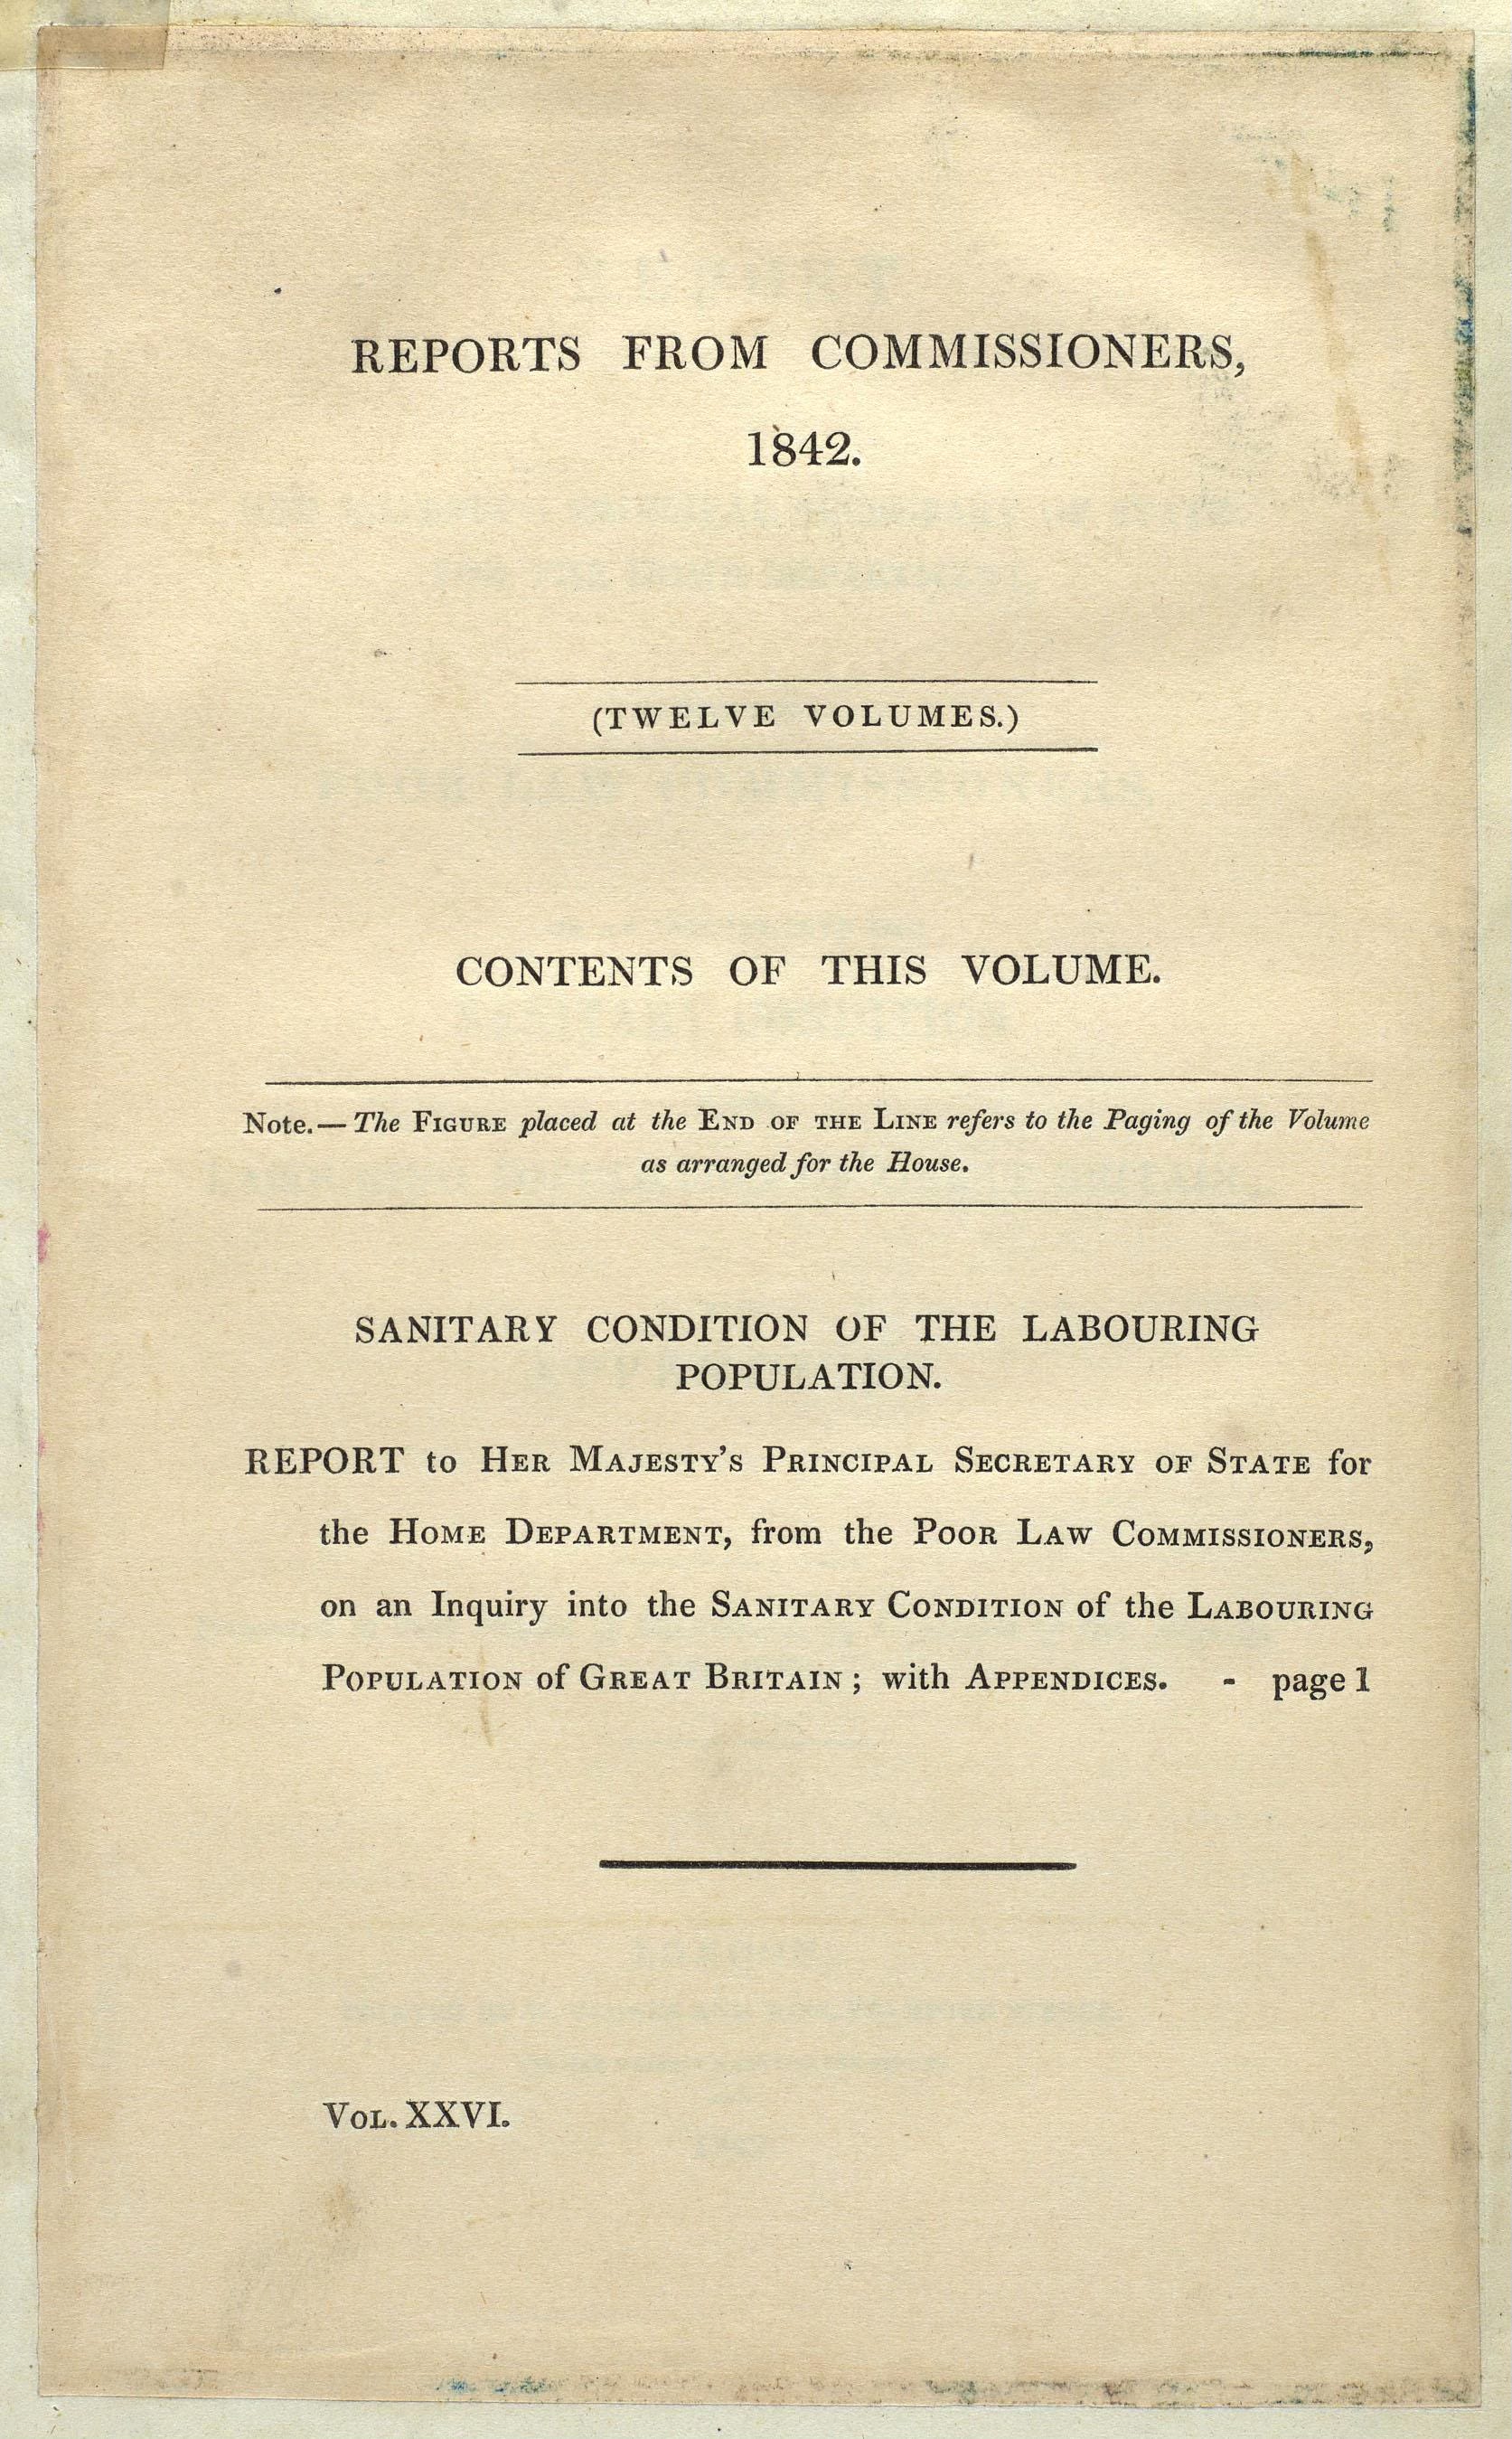 REPORTS FROM COMMISSIONERS,
1842.
(TWELVE VOLUMES.)
CONTENTS OF THIS VOLUME.
Note.—The FIGURE placed at the END OF THE LINE refers to the Paging of the Volume
as arranged for the House.
SANITARY CONDITION OF THE LABOURING
POPULATION.
REPORT to HER MAJESTY'S PRINCIPAL SECRETARY OF STATE for
the HOME DEPARTMENT, from the POOR LAW COMMISSIONERS,
on an Inquiry into the SANITARY CONDITION of the LABOURING
POPULATION of GREAT BRITAIN; with APPENDICES. - page 1
VOL. XXVI.